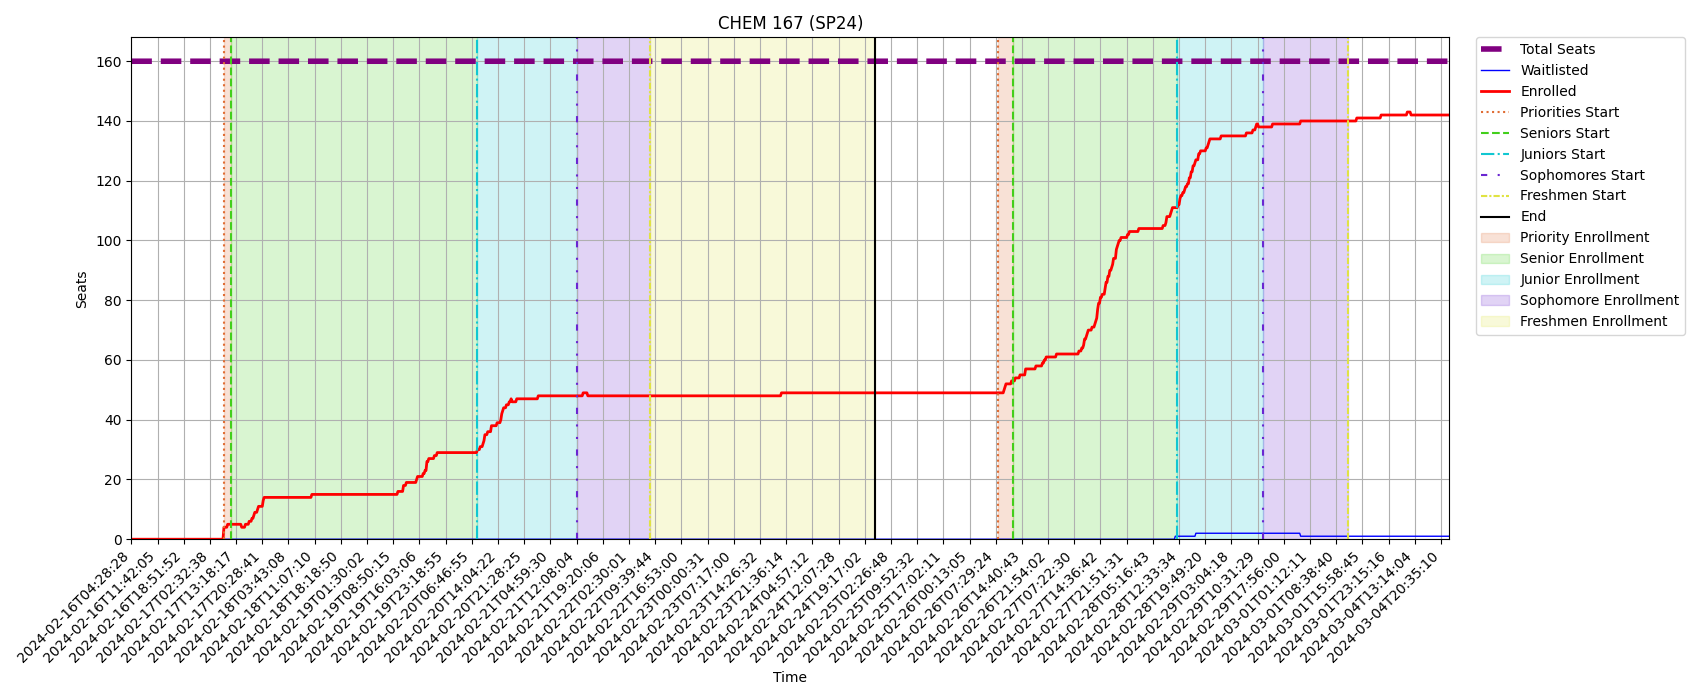 CHEM 167 (SP24)
Seats
160
140
120
100
80
60
40
20
0
2024-02-16T04:28:28
2024-02-16T11:42:05
2024-02-16T18:51:52
2024-02-17T02:32:38
2024-02-17T13:18:17
2024-02-17T20:28:41
2024-02-18T03:43:08
2024-02-18T11:07:10
2024-02-18T18:18:50
2024-02-19T01:30:02
2024-02-19T08:50:15
2024-02-19T16:03:06
2024-02-19T23:18:55
2024-02-20T06:46:55
2024-02-20T14:04:22
2024-02-20T21:28:25
2024-02-21T04:59:30
2024-02-21T12:08:04
2024-02-21T19:20:06
2024-02-22T02:30:01
2024-02-22T09:39:44
2024-02-22T16:53:00
2024-02-23T00:00:31
2024-02-23T07:17:00
2024-02-23T14:26:32
2024-02-23T21:36:14
2024-02-24T04:57:12
2024-02-24T12:07:28
2024-02-24T19:17:02
2024-02-25T02:26:48
2024-02-25T09:52:32
2024-02-25T17:02:11
2024-02-26T00:13:05
2024-02-26T07:29:24
2024-02-26T14:40:43
2024-02-26T21:54:02
2024-02-27T07:22:30
2024-02-27T14:36:42
2024-02-27T21:51:31
2024-02-28T05:16:43
2024-02-28T12:33:34
2024-02-28T19:49:20
2024-02-29T03:04:18
2024-02-29T10:31:29
2024-02-29T17:56:00
2024-03-01T01:12:11
2024-03-01T08:38:40
2024-03-01T15:58:45
2024-03-01T23:15:16
2024-03-04T13:14:04
2024-03-04T20:35:10
Time
Total Seats
Waitlisted
Enrolled
Priorities Start
Seniors Start
Juniors Start
Sophomores Start
Freshmen Start
End
Priority Enrollment
Senior Enrollment
Junior Enrollment
Sophomore Enrollment
Freshmen Enrollment